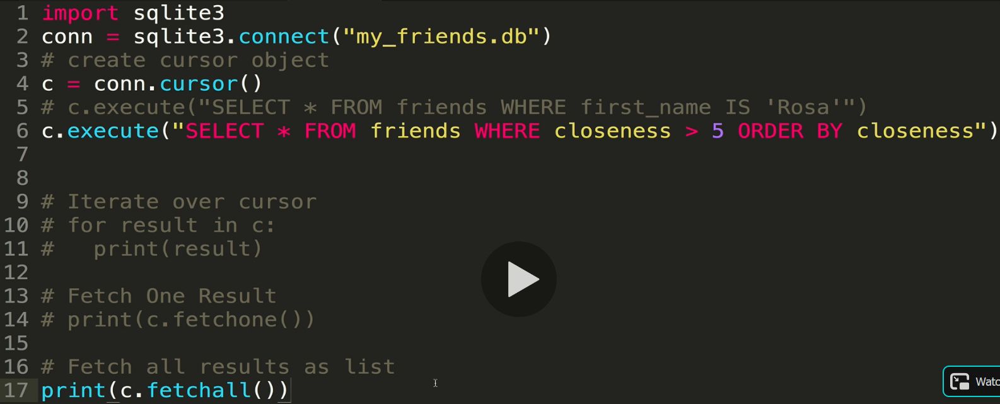 1 import sqlite3
2 conn = sqlite3.connect("my_friends.db")
3 # create cursor object
4 c = conn.cursor()
5 # c.execute("SELECT * FROM friends WHERE first_name IS 'Rosa'")
6 c.execute("SELECT * FROM friends WHERE closeness > 5 ORDER BY closeness")
7
8
9 # Iterate over cursor
10 # for result in c:
11 #   print(result)
12
13 # Fetch One Result
14 # print(c.fetchone())
15
16 # Fetch all results as list
17 print(c.fetchall())